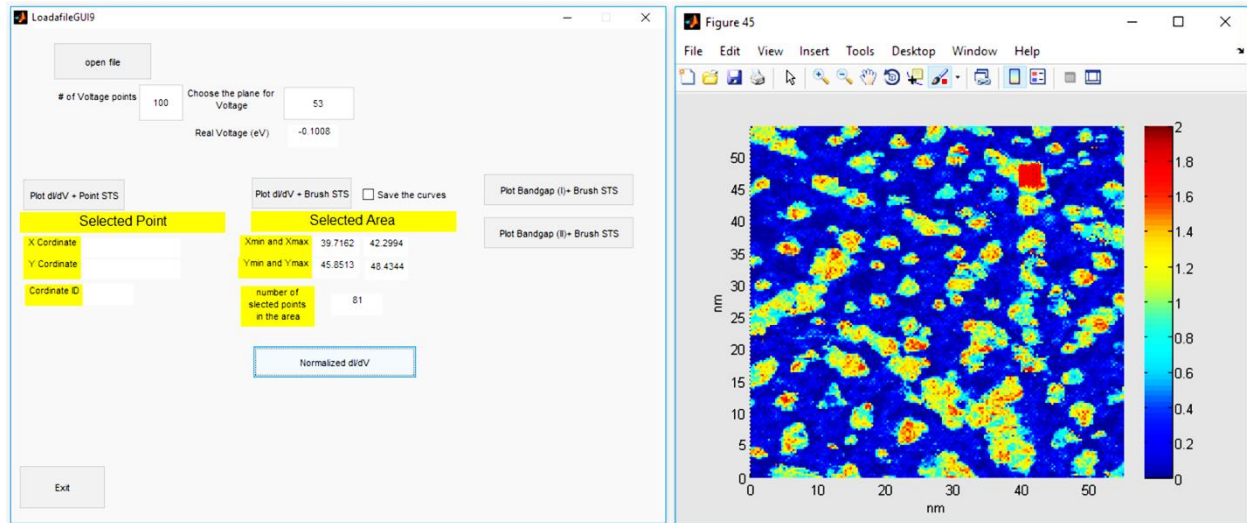 LoadafileGUI9
open file
# of Voltage points
100
Choose the plane for
Voltage
53
Real Voltage (eV)
-0.1008
Plot dI/dV + Point STS
Plot dI/dV + Brush STS
Save the curves
Plot Bandgap (I)+ Brush STS
Selected Point
Selected Area
Plot Bandgap (II)+ Brush STS
X Cordinate
Y Cordinate
Cordinate ID
Xmin and Xmax
39.7162
42.2994
Ymin and Ymax
45.8513
48.4344
number of
slected points
in the area
81
Normalized dI/dV
Exit
Figure 45
File Edit View Insert Tools Desktop Window Help
50
45
40
35
30
25
20
15
10
5
0
nm
0 10 20 30 40 50
nm
2
1.8
1.6
1.4
1.2
1
0.8
0.6
0.4
0.2
0